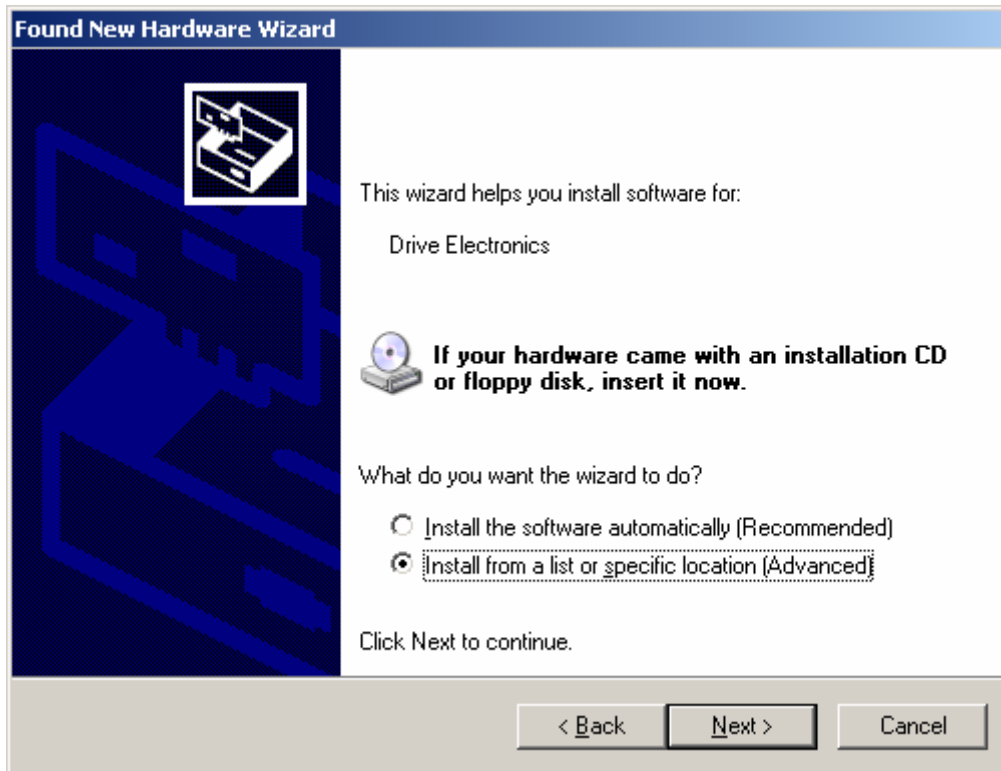 Found New Hardware Wizard
This wizard helps you install software for:
Drive Electronics
If your hardware came with an installation CD
or floppy disk, insert it now.
What do you want the wizard to do?
Install the software automatically (Recommended)
Install from a list or specific location (Advanced)
Click Next to continue.
< Back
Next >
Cancel